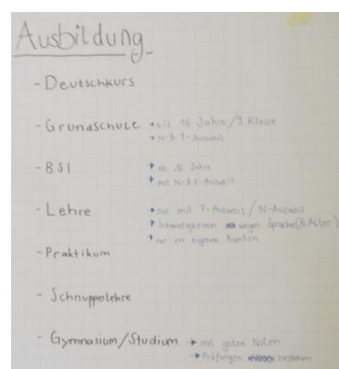 Ausbildung
- Deutschkurs
- Grundschule → bis 16 Jahre / 9 Klasse
→ N- & F-Ausweis
- BSI → ab 16 Jahre
→ mit N- & F-Ausweis
- Lehre → nur mit F-Ausweis / N-Ausweis
→ Schwierigkeiten wegen Sprache (& Alter)
→ nur im eigenen Kanton
- Praktikum
- Schnupperlehre
- Gymnasium/Studium → mit guten Noten
→ Prüfungen bestehen